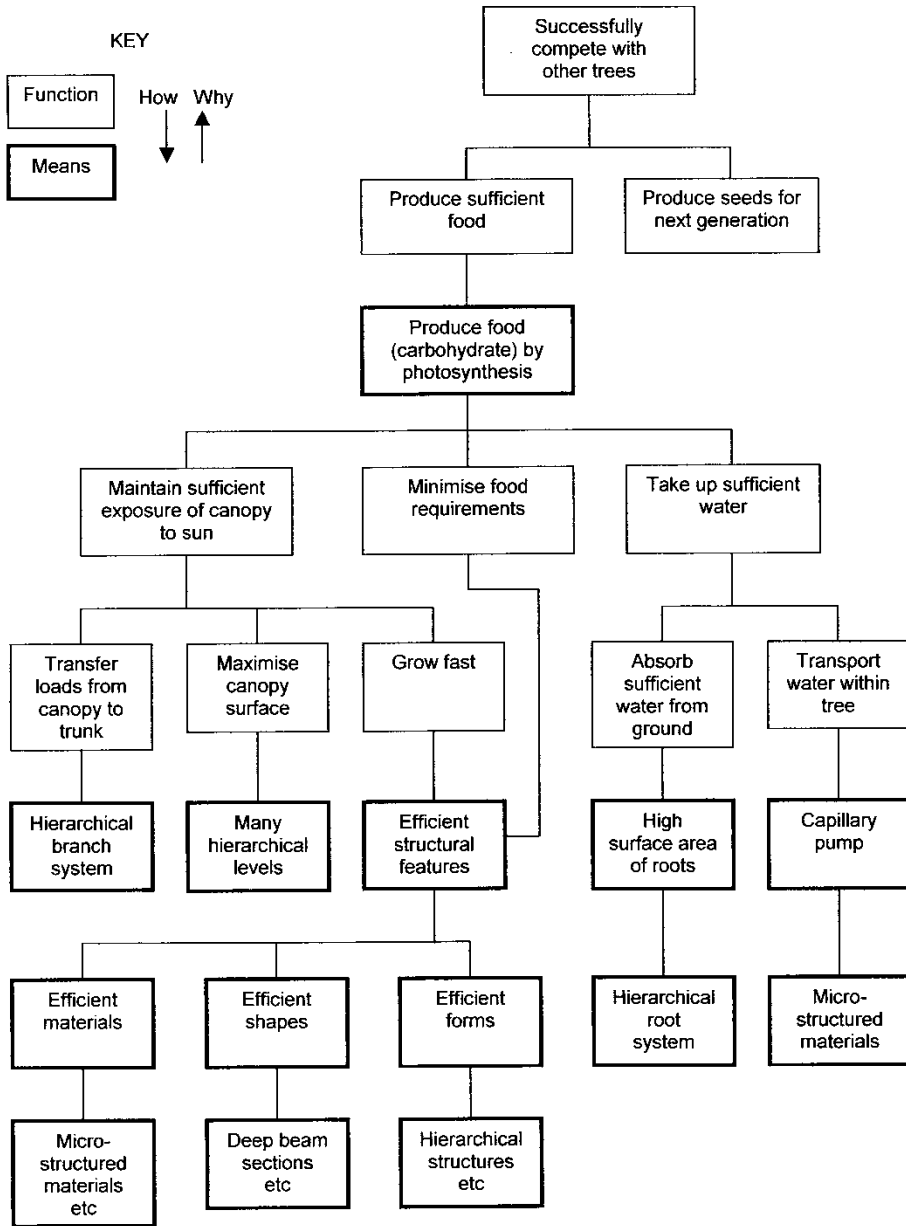 KEY
Function
How Why
Means
Successfully
compete with
other trees
Produce sufficient
food
Produce seeds for
next generation
Produce food
(carbohydrate) by
photosynthesis
Maintain sufficient
exposure of canopy
to sun
Minimise food
requirements
Take up sufficient
water
Transfer
loads from
canopy to
trunk
Maximise
canopy
surface
Grow fast
Absorb
sufficient
water from
ground
Transport
water within
tree
Hierarchical
branch
system
Many
hierarchical
levels
Efficient
structural
features
High
surface area
of roots
Capillary
pump
Efficient
materials
Efficient
shapes
Efficient
forms
Hierarchical
root
system
Micro-
structured
materials
Micro-
structured
materials
etc
Deep beam
sections
etc
Hierarchical
structures
etc